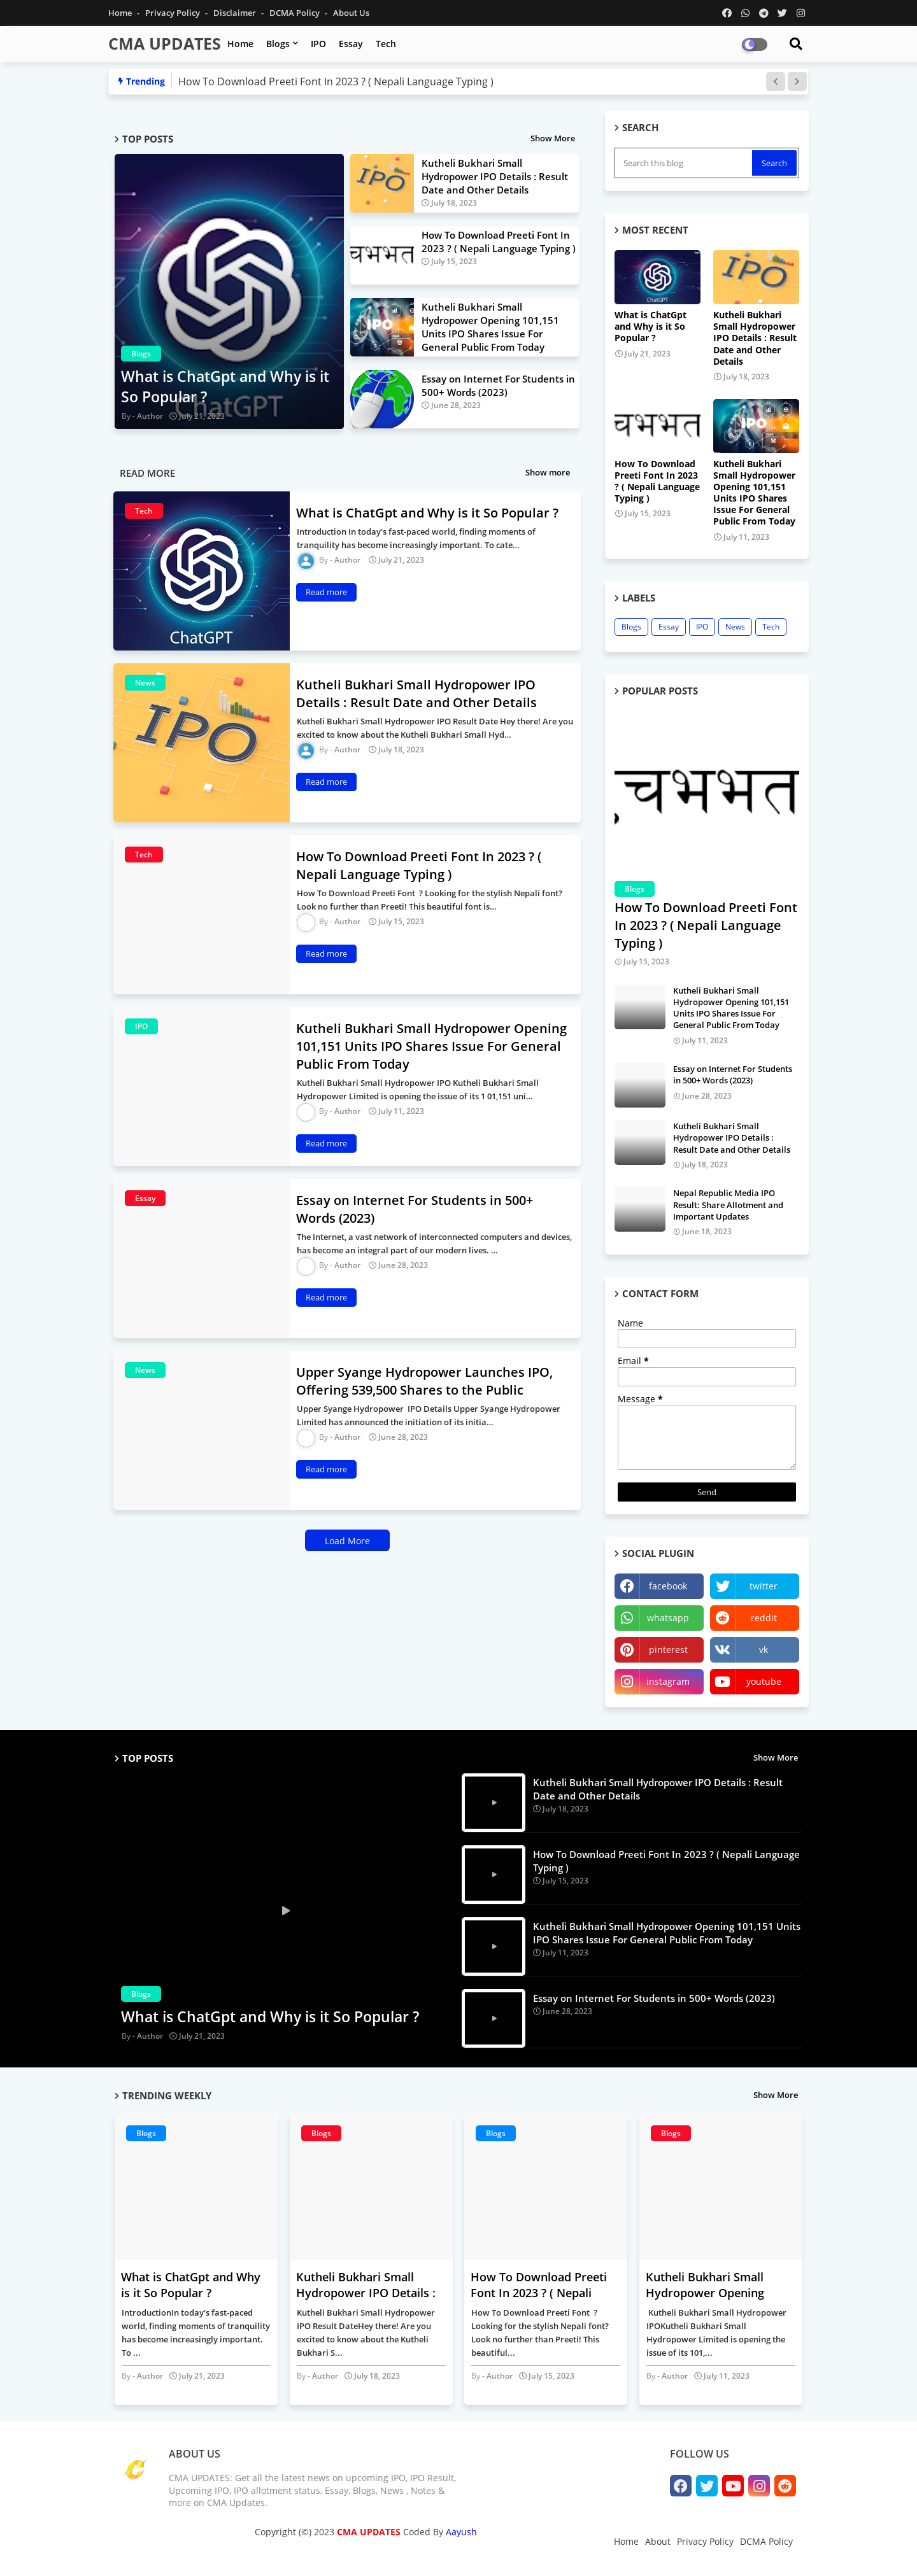 Home - Privacy Policy - Disclaimer - DCMA Policy - About Us
CMA UPDATES
Home Blogs IPO Essay Tech
Trending
How To Download Preeti Font In 2023 ? ( Nepali Language Typing )
TOP POSTS
Show More
Blogs
What is ChatGpt and Why is it
So Popular ?
ChatGPT
By - Author July 21, 2023
IPO
Kutheli Bukhari Small
Hydropower IPO Details : Result
Date and Other Details
July 18, 2023
How To Download Preeti Font In
2023 ? ( Nepali Language Typing )
July 15, 2023
IPO
Kutheli Bukhari Small
Hydropower Opening 101,151
Units IPO Shares Issue For
General Public From Today
Essay on Internet For Students in
500+ Words (2023)
June 28, 2023
READ MORE
Show more
Tech
ChatGPT
What is ChatGpt and Why is it So Popular ?
Introduction In today's fast-paced world, finding moments of
tranquility has become increasingly important. To cate...
By - Author July 21, 2023
Read more
News
IPO
Kutheli Bukhari Small Hydropower IPO
Details : Result Date and Other Details
Kutheli Bukhari Small Hydropower IPO Result Date Hey there! Are you
excited to know about the Kutheli Bukhari Small Hyd...
By - Author July 18, 2023
Read more
Tech
How To Download Preeti Font In 2023 ? (
Nepali Language Typing )
How To Download Preeti Font ? Looking for the stylish Nepali font?
Look no further than Preeti! This beautiful font is...
By - Author July 15, 2023
Read more
IPO
Kutheli Bukhari Small Hydropower Opening
101,151 Units IPO Shares Issue For General
Public From Today
Kutheli Bukhari Small Hydropower IPO Kutheli Bukhari Small
Hydropower Limited is opening the issue of its 1 01,151 uni...
By - Author July 11, 2023
Read more
Essay
Essay on Internet For Students in 500+
Words (2023)
The Internet, a vast network of interconnected computers and devices,
has become an integral part of our modern lives. ...
By - Author June 28, 2023
Read more
News
Upper Syange Hydropower Launches IPO,
Offering 539,500 Shares to the Public
Upper Syange Hydropower IPO Details Upper Syange Hydropower
Limited has announced the initiation of its initia...
By - Author June 28, 2023
Read more
Load More
SEARCH
Search this blog
Search
MOST RECENT
ChatGPT
What is ChatGpt
and Why is it So
Popular ?
July 21, 2023
IPO
Kutheli Bukhari
Small Hydropower
IPO Details : Result
Date and Other
Details
July 18, 2023
चभभत
How To Download
Preeti Font In 2023
? ( Nepali Language
Typing )
July 15, 2023
IPO
Kutheli Bukhari
Small Hydropower
Opening 101,151
Units IPO Shares
Issue For General
Public From Today
July 11, 2023
LABELS
Blogs Essay IPO News Tech
POPULAR POSTS
चभभत
Blogs
How To Download Preeti Font
In 2023 ? ( Nepali Language
Typing )
July 15, 2023
Kutheli Bukhari Small
Hydropower Opening 101,151
Units IPO Shares Issue For
General Public From Today
July 11, 2023
Essay on Internet For Students
in 500+ Words (2023)
June 28, 2023
Kutheli Bukhari Small
Hydropower IPO Details :
Result Date and Other Details
July 18, 2023
Nepal Republic Media IPO
Result: Share Allotment and
Important Updates
June 18, 2023
CONTACT FORM
Name
Email *
Message *
Send
SOCIAL PLUGIN
facebook twitter
whatsapp reddit
pinterest vk
instagram youtube
TOP POSTS
Show More
Blogs
What is ChatGpt and Why is it So Popular ?
By - Author July 21, 2023
Kutheli Bukhari Small Hydropower IPO Details : Result
Date and Other Details
July 18, 2023
How To Download Preeti Font In 2023 ? ( Nepali Language
Typing )
July 15, 2023
Kutheli Bukhari Small Hydropower Opening 101,151 Units
IPO Shares Issue For General Public From Today
July 11, 2023
Essay on Internet For Students in 500+ Words (2023)
June 28, 2023
TRENDING WEEKLY
Show More
Blogs
What is ChatGpt and Why
is it So Popular ?
IntroductionIn today's fast-paced
world, finding moments of tranquility
has become increasingly important.
To ...
By - Author July 21, 2023
Blogs
Kutheli Bukhari Small
Hydropower IPO Details :
Kutheli Bukhari Small Hydropower
IPO Result DateHey there! Are you
excited to know about the Kutheli
Bukhari S...
By - Author July 18, 2023
Blogs
How To Download Preeti
Font In 2023 ? ( Nepali
How To Download Preeti Font ?
Looking for the stylish Nepali font?
Look no further than Preeti! This
beautiful...
By - Author July 15, 2023
Blogs
Kutheli Bukhari Small
Hydropower Opening
Kutheli Bukhari Small Hydropower
IPOKutheli Bukhari Small
Hydropower Limited is opening the
issue of its 101,...
By - Author July 11, 2023
ABOUT US
CMA UPDATES: Get all the latest news on upcoming IPO, IPO Result,
Upcoming IPO, IPO allotment status, Essay, Blogs, News , Notes &
more on CMA Updates.
FOLLOW US
Copyright (©) 2023 CMA UPDATES Coded By Aayush
Home About Privacy Policy DCMA Policy